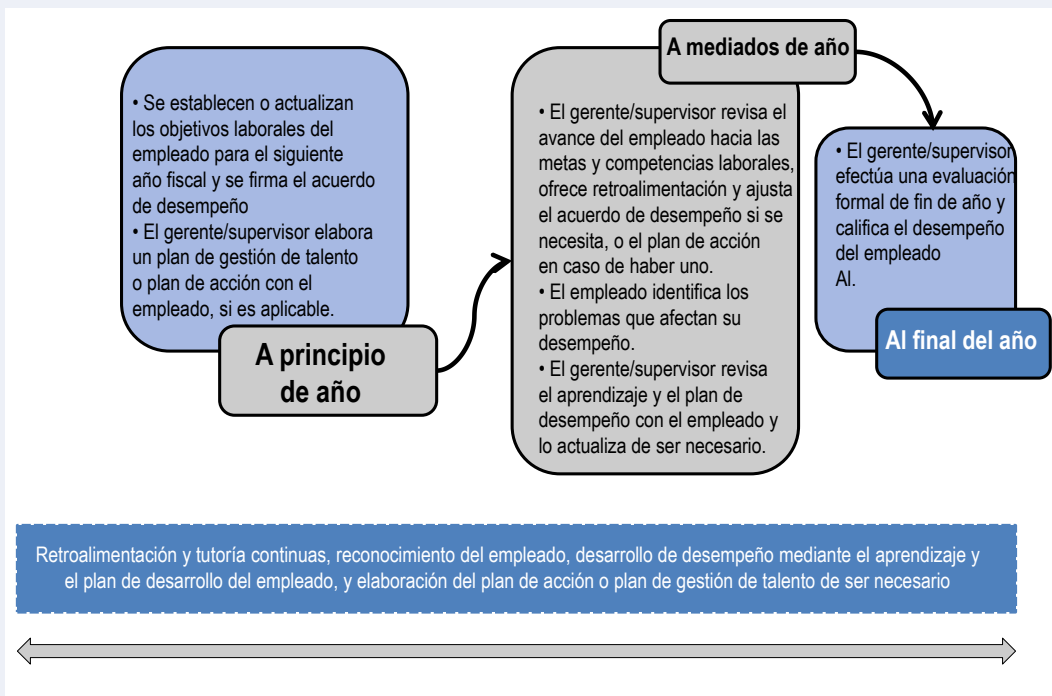 • Se establecen o actualizan
los objetivos laborales del
empleado para el siguiente
año fiscal y se firma el acuerdo
de desempeño
• El gerente/supervisor elabora
un plan de gestión de talento
o plan de acción con el
empleado, si es aplicable.
A principio
de año
A mediados de año
• El gerente/supervisor revisa el
avance del empleado hacia las
metas y competencias laborales,
ofrece retroalimentación y ajusta
el acuerdo de desempeño si se
necesita, o el plan de acción
en caso de haber uno.
• El empleado identifica los
problemas que afectan su
desempeño.
• El gerente/supervisor revisa
el aprendizaje y el plan de
desempeño con el empleado y
lo actualiza de ser necesario.
• El gerente/supervisor
efectúa una evaluación
formal de fin de año y
califica el desempeño
del empleado
Al.
Al final del año
Retroalimentación y tutoría continuas, reconocimiento del empleado, desarrollo de desempeño mediante el aprendizaje y
el plan de desarrollo del empleado, y elaboración del plan de acción o plan de gestión de talento de ser necesario